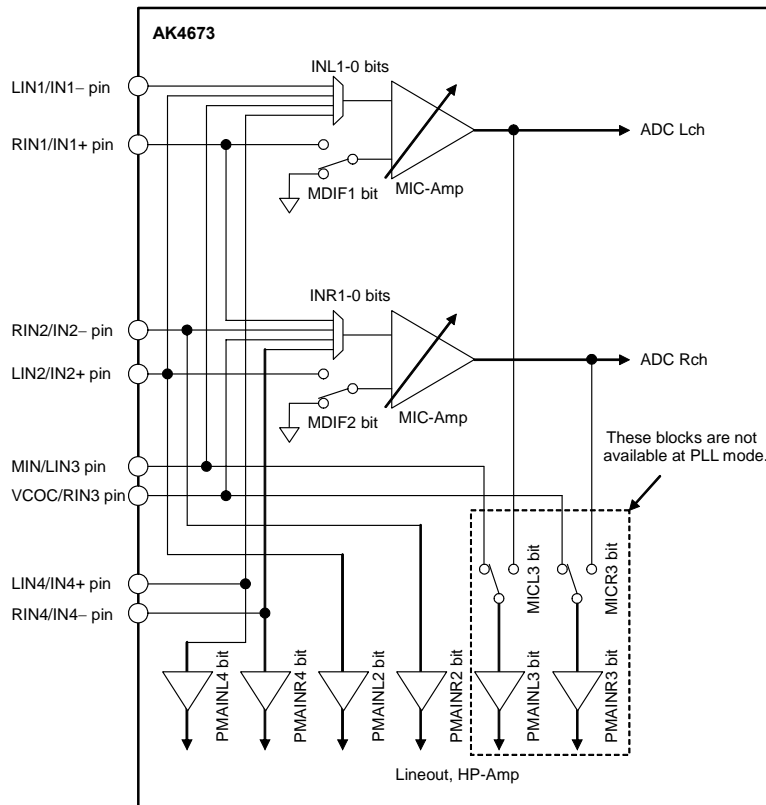 AK4673
INL1-0 bits
LIN1/IN1− pin
ADC Lch
RIN1/IN1+ pin
MDIF1 bit
MIC-Amp
INR1-0 bits
RIN2/IN2− pin
ADC Rch
LIN2/IN2+ pin
MDIF2 bit
MIC-Amp
These blocks are not
available at PLL mode.
MIN/LIN3 pin
VCOC/RIN3 pin
MICL3 bit
MICR3 bit
LIN4/IN4+ pin
RIN4/IN4− pin
PMAINL4 bit
PMAINR4 bit
PMAINL2 bit
PMAINR2 bit
PMAINL3 bit
PMAINR3 bit
Lineout, HP-Amp